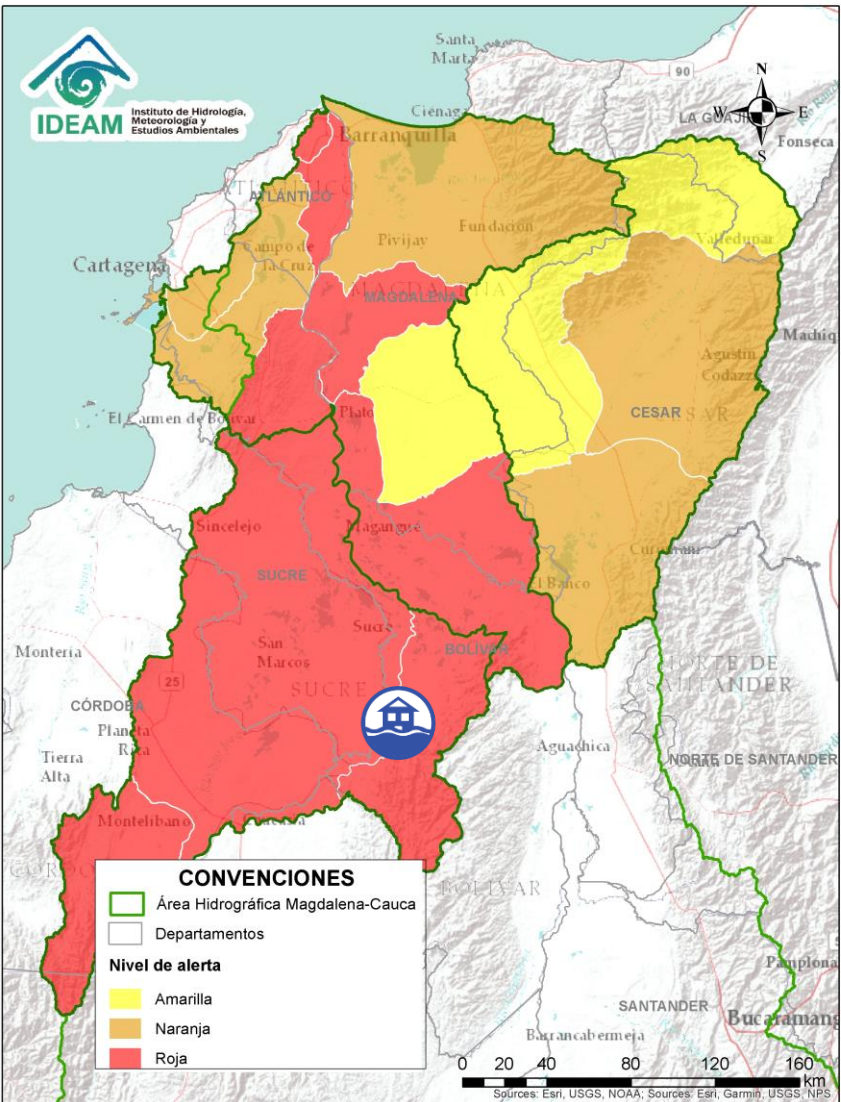 IDEAM
Instituto de Hidrología,
Meteorología y
Estudios Ambientales
Santa
Marta
90
N
W
E
S
LA GUAJIRA
Fonseca
Ciénaga
Barranquilla
ATLÁNTICO
Cartagena
Campo de
la Cruz
Pivijay
Fundación
Valledupar
MAGDALENA
Agustín
Codazzi
CESAR
CESAR
El Carmen de Bolívar
Plato
Sincelejo
Magangué
SUCRE
El Banco
Sucre
BOLÍVAR
Montería
San
Marcos
SUCRE
25
CÓRDOBA
Planeta
Rica
Tierra
Alta
Aguachica
NORTE DE
SANTANDER
NORTE DE SANTANDER
Montelíbano
BOLÍVAR
CONVENCIONES
Área Hidrográfica Magdalena-Cauca
Departamentos
Nivel de alerta
Amarilla
Naranja
Roja
Pamplona
SANTANDER
Bucaramang
Barrancabermeja
0 20 40 80 120 160
km
Sources: Esri, USGS, NOAA; Sources: Esri, Garmin, USGS, NPS